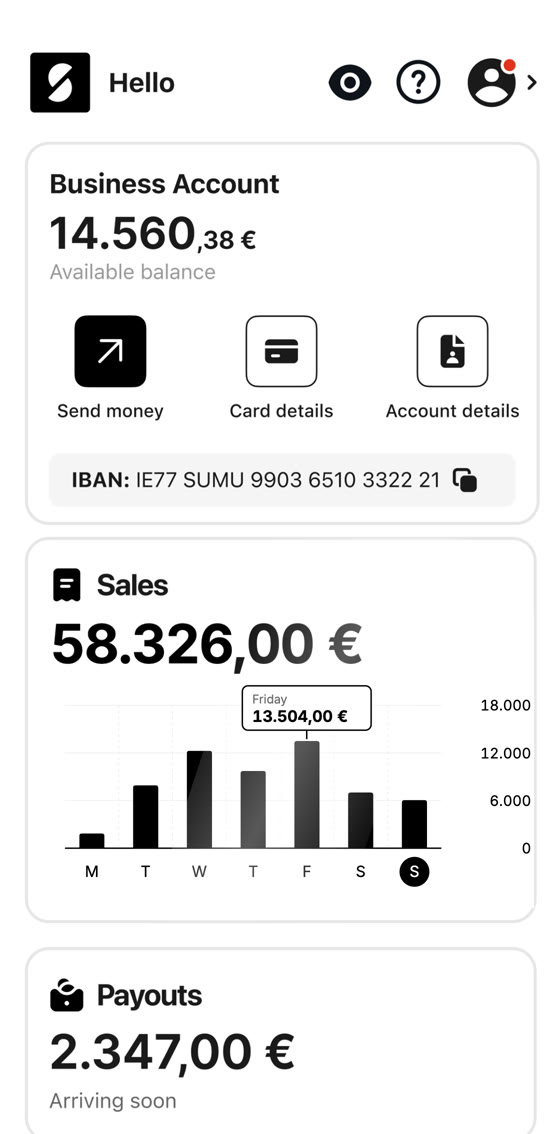 Hello
Business Account
14.560,38 €
Available balance
Send money Card details Account details
IBAN: IE77 SUMU 9903 6510 3322 21
Sales
58.326,00 €
Friday
13.504,00 €
18.000
12.000
6.000
0
M T W T F S S
Payouts
2.347,00 €
Arriving soon